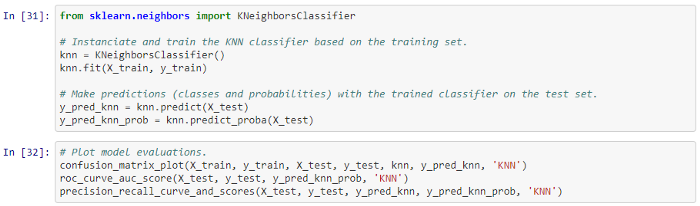 In [31]: from sklearn.neighbors import KNeighborsClassifier
# Instanciate and train the KNN classifier based on the training set.
knn = KNeighborsClassifier()
knn.fit(X_train, y_train)
# Make predictions (classes and probabilities) with the trained classifier on the test set.
y_pred_knn = knn.predict(X_test)
y_pred_knn_prob = knn.predict_proba(X_test)
In [32]: # Plot model evaluations.
confusion_matrix_plot(X_train, y_train, X_test, y_test, knn, y_pred_knn, 'KNN')
roc_curve_auc_score(X_test, y_test, y_pred_knn_prob, 'KNN')
precision_recall_curve_and_scores(X_test, y_test, y_pred_knn, y_pred_knn_prob, 'KNN')